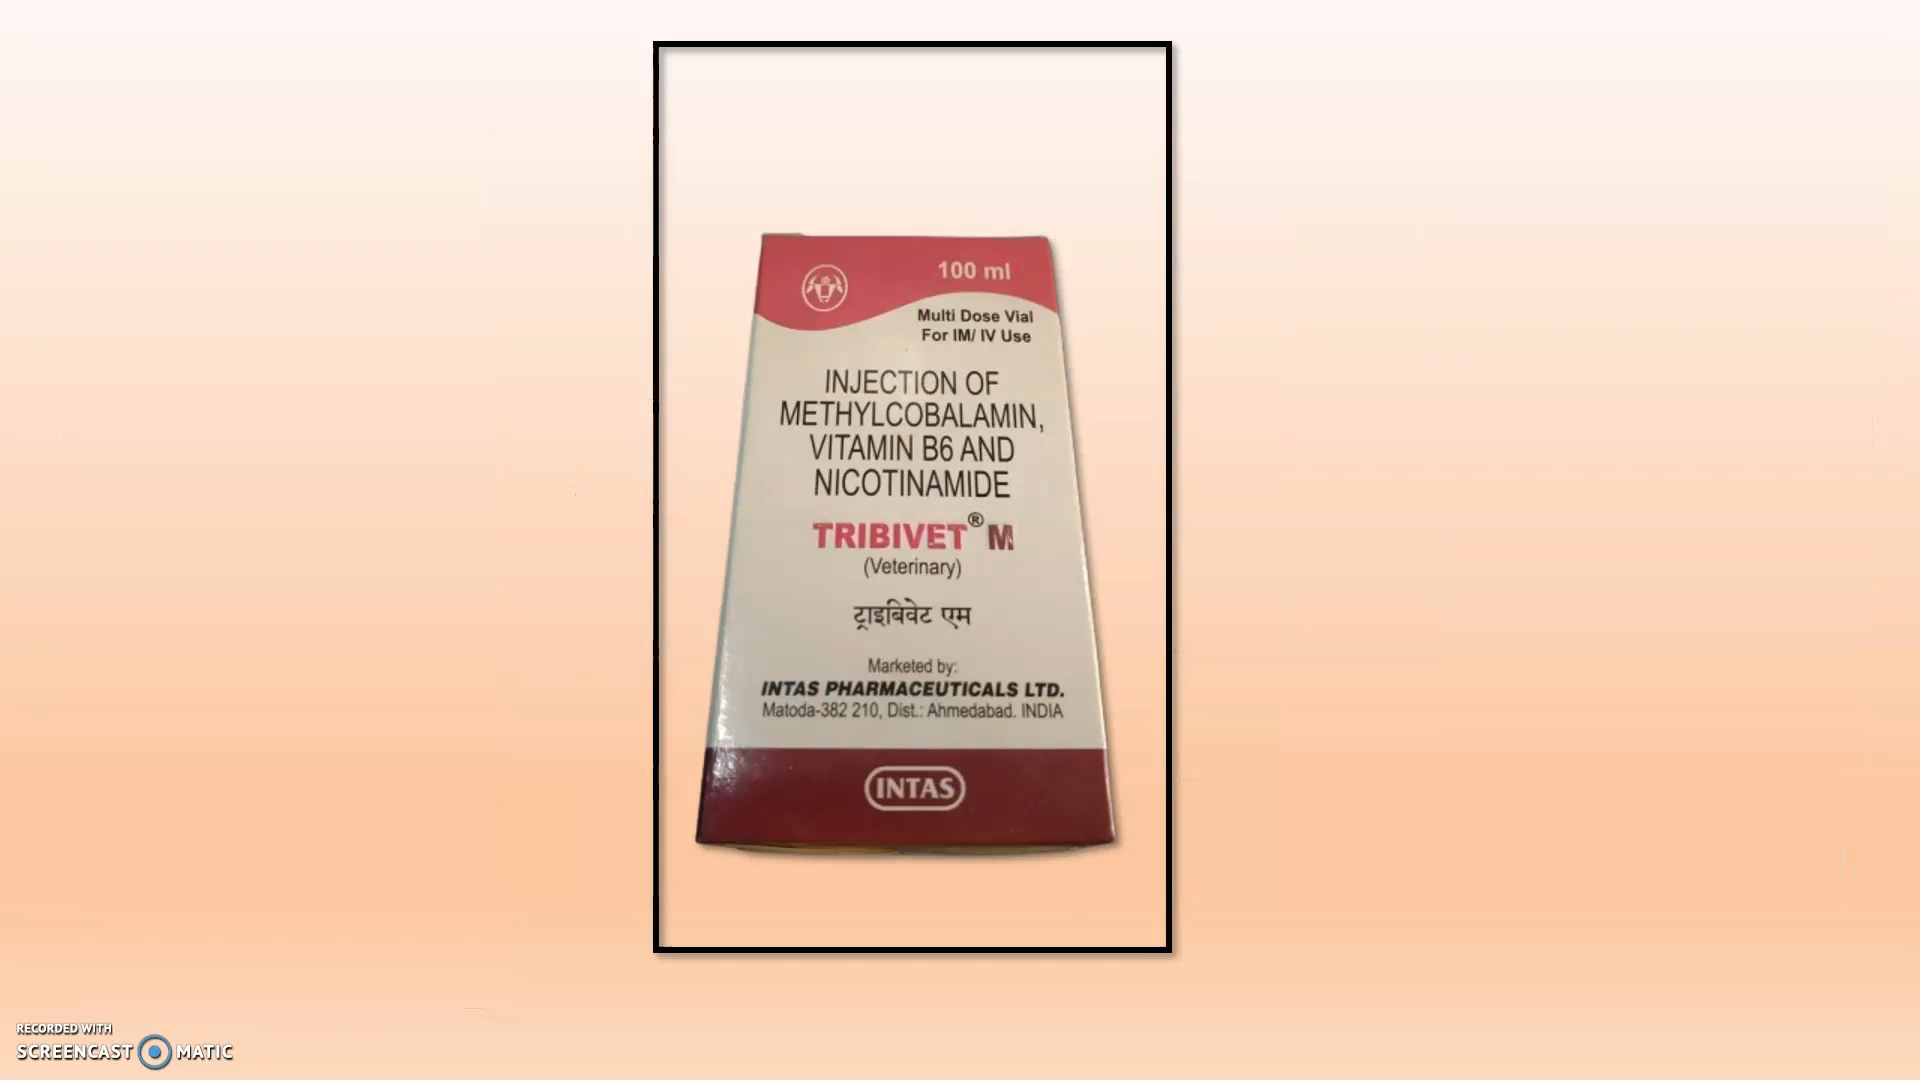 100 ml
Multi Dose Vial
For IM/ IV Use
INJECTION OF
METHYLCOBALAMIN,
VITAMIN B6 AND
NICOTINAMIDE
TRIBIVET® M
(Veterinary)
ट्राइबिवेट एम
Marketed by:
INTAS PHARMACEUTICALS LTD.
Matoda-382 210, Dist.: Ahmedabad. INDIA
INTAS
RECORDED WITH
SCREENCAST MATIC